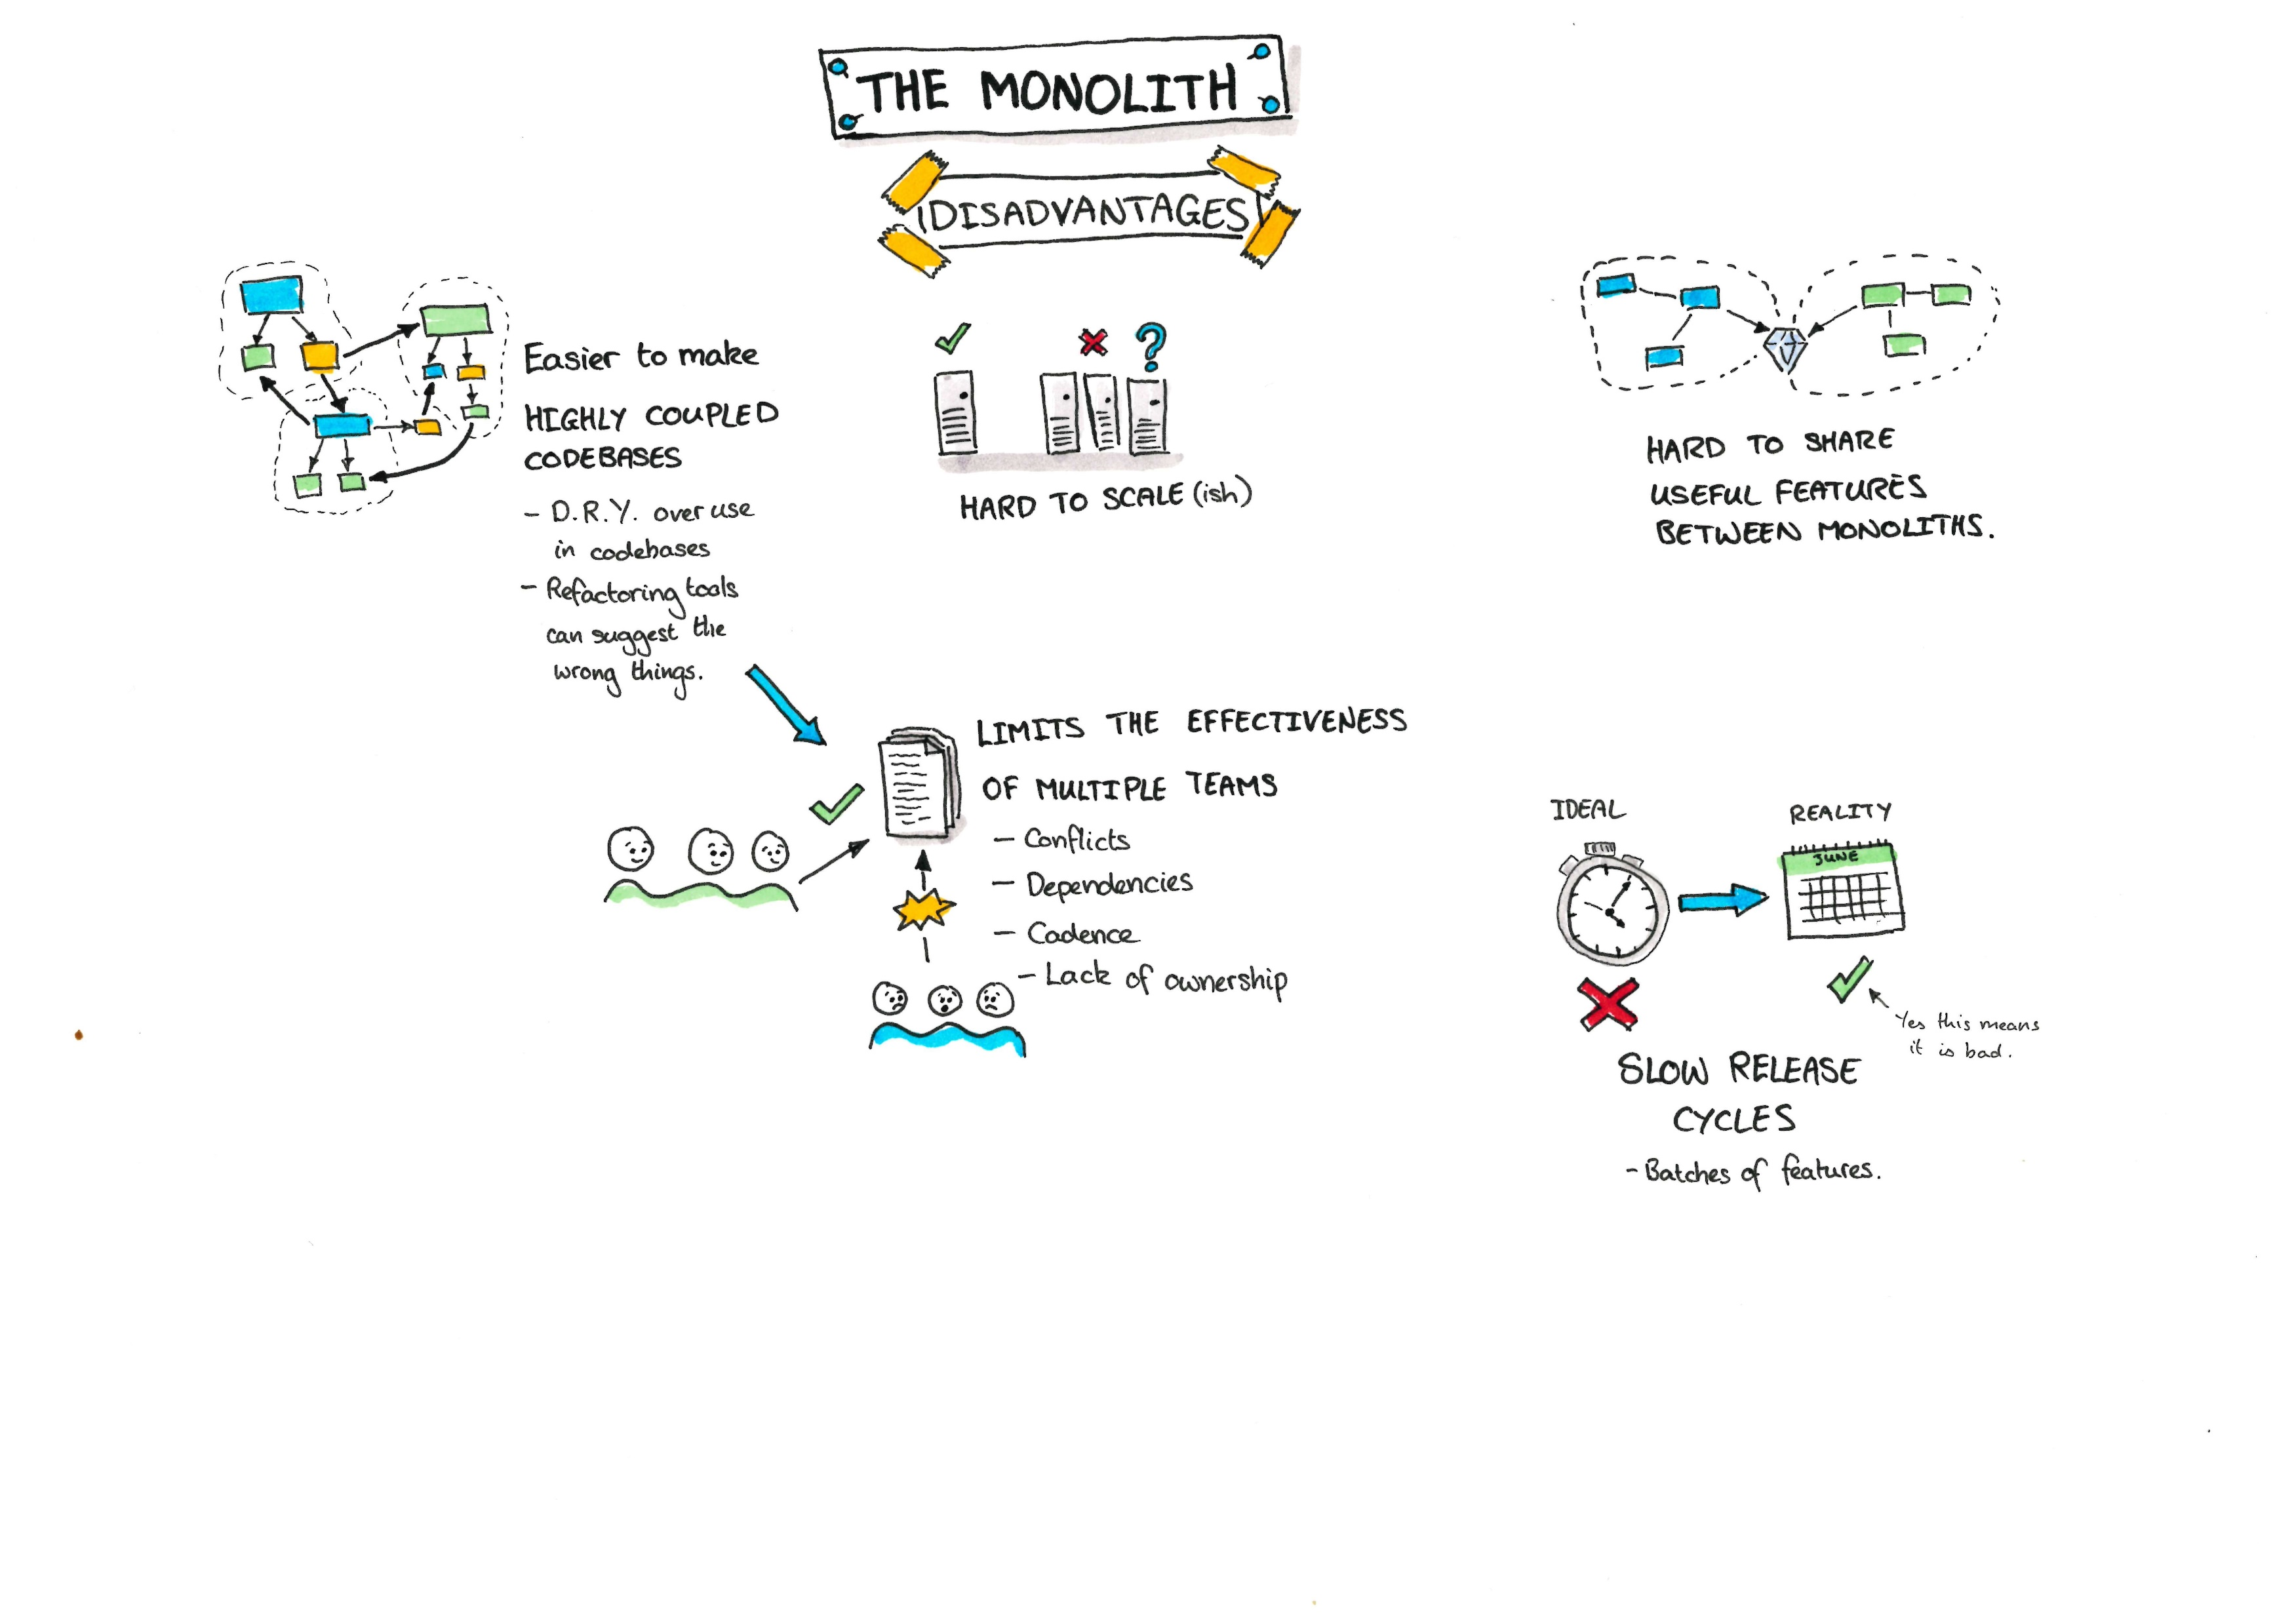 THE MONOLITH
DISADVANTAGES
Easier to make
HIGHLY COUPLED
CODEBASES
- D.R.Y. over use
in codebases
- Refactoring tools
can suggest the
wrong things.
?
HARD TO SCALE (ish)
HARD TO SHARE
USEFUL FEATURES
BETWEEN MONOLITHS.
LIMITS THE EFFECTIVENESS
OF MULTIPLE TEAMS
- Conflicts
- Dependencies
- Cadence
- Lack of ownership
IDEAL
REALITY
JUNE
Yes this means
it is bad.
SLOW RELEASE
CYCLES
- Batches of features.